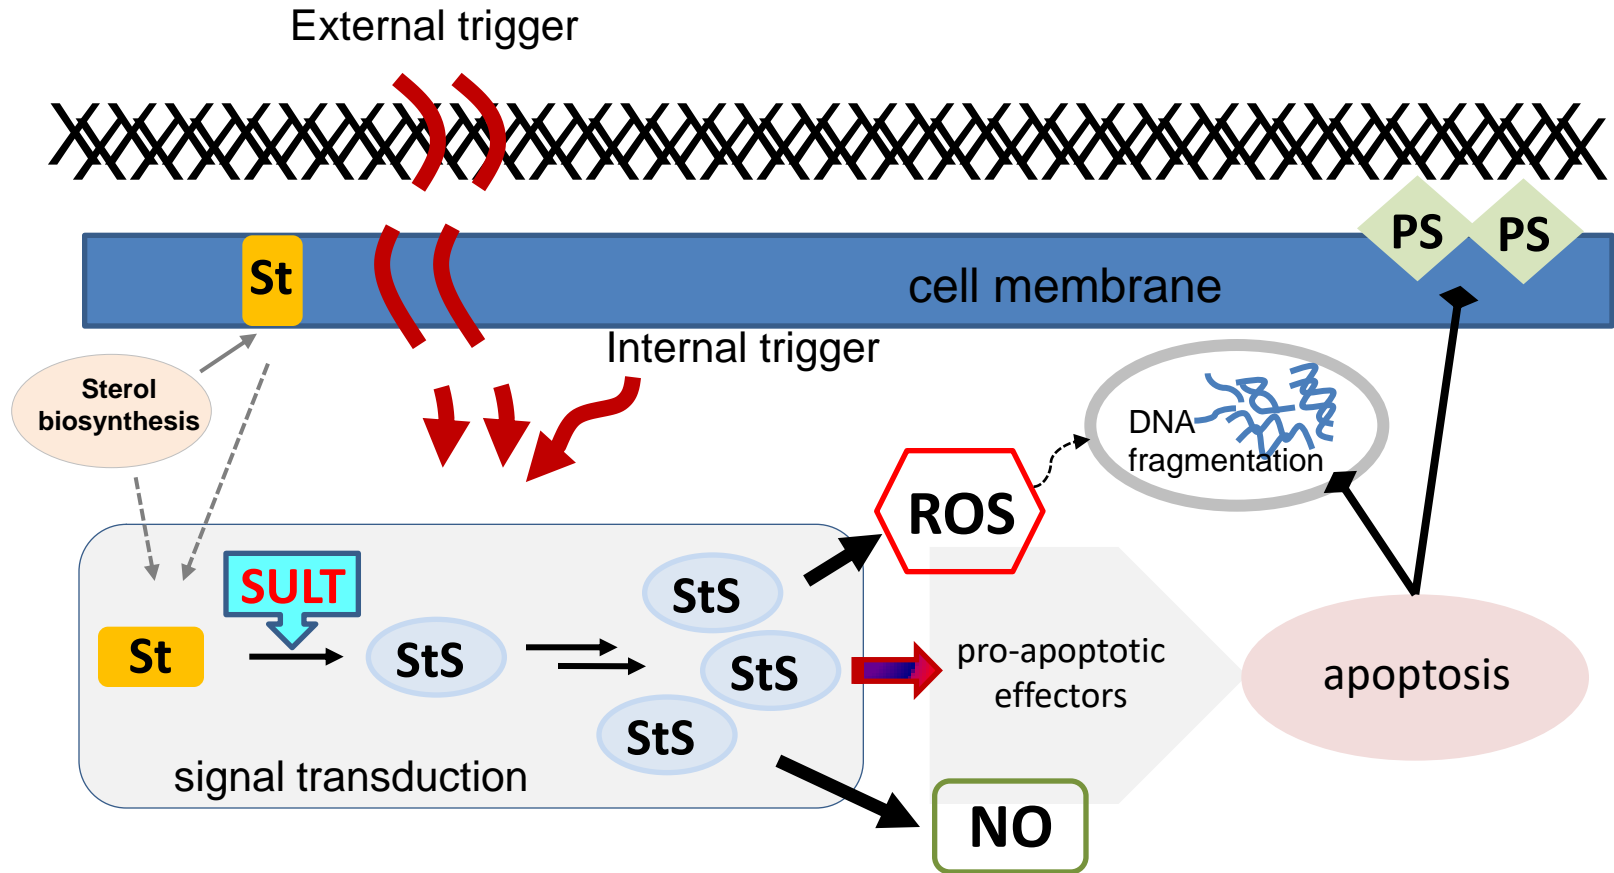 External trigger
PS
PS
St
cell membrane
Internal trigger
Sterol
biosynthesis
DNA
fragmentation
ROS
SULT
StS
St
StS
StS
StS
pro-apoptotic
effectors
apoptosis
signal transduction
NO